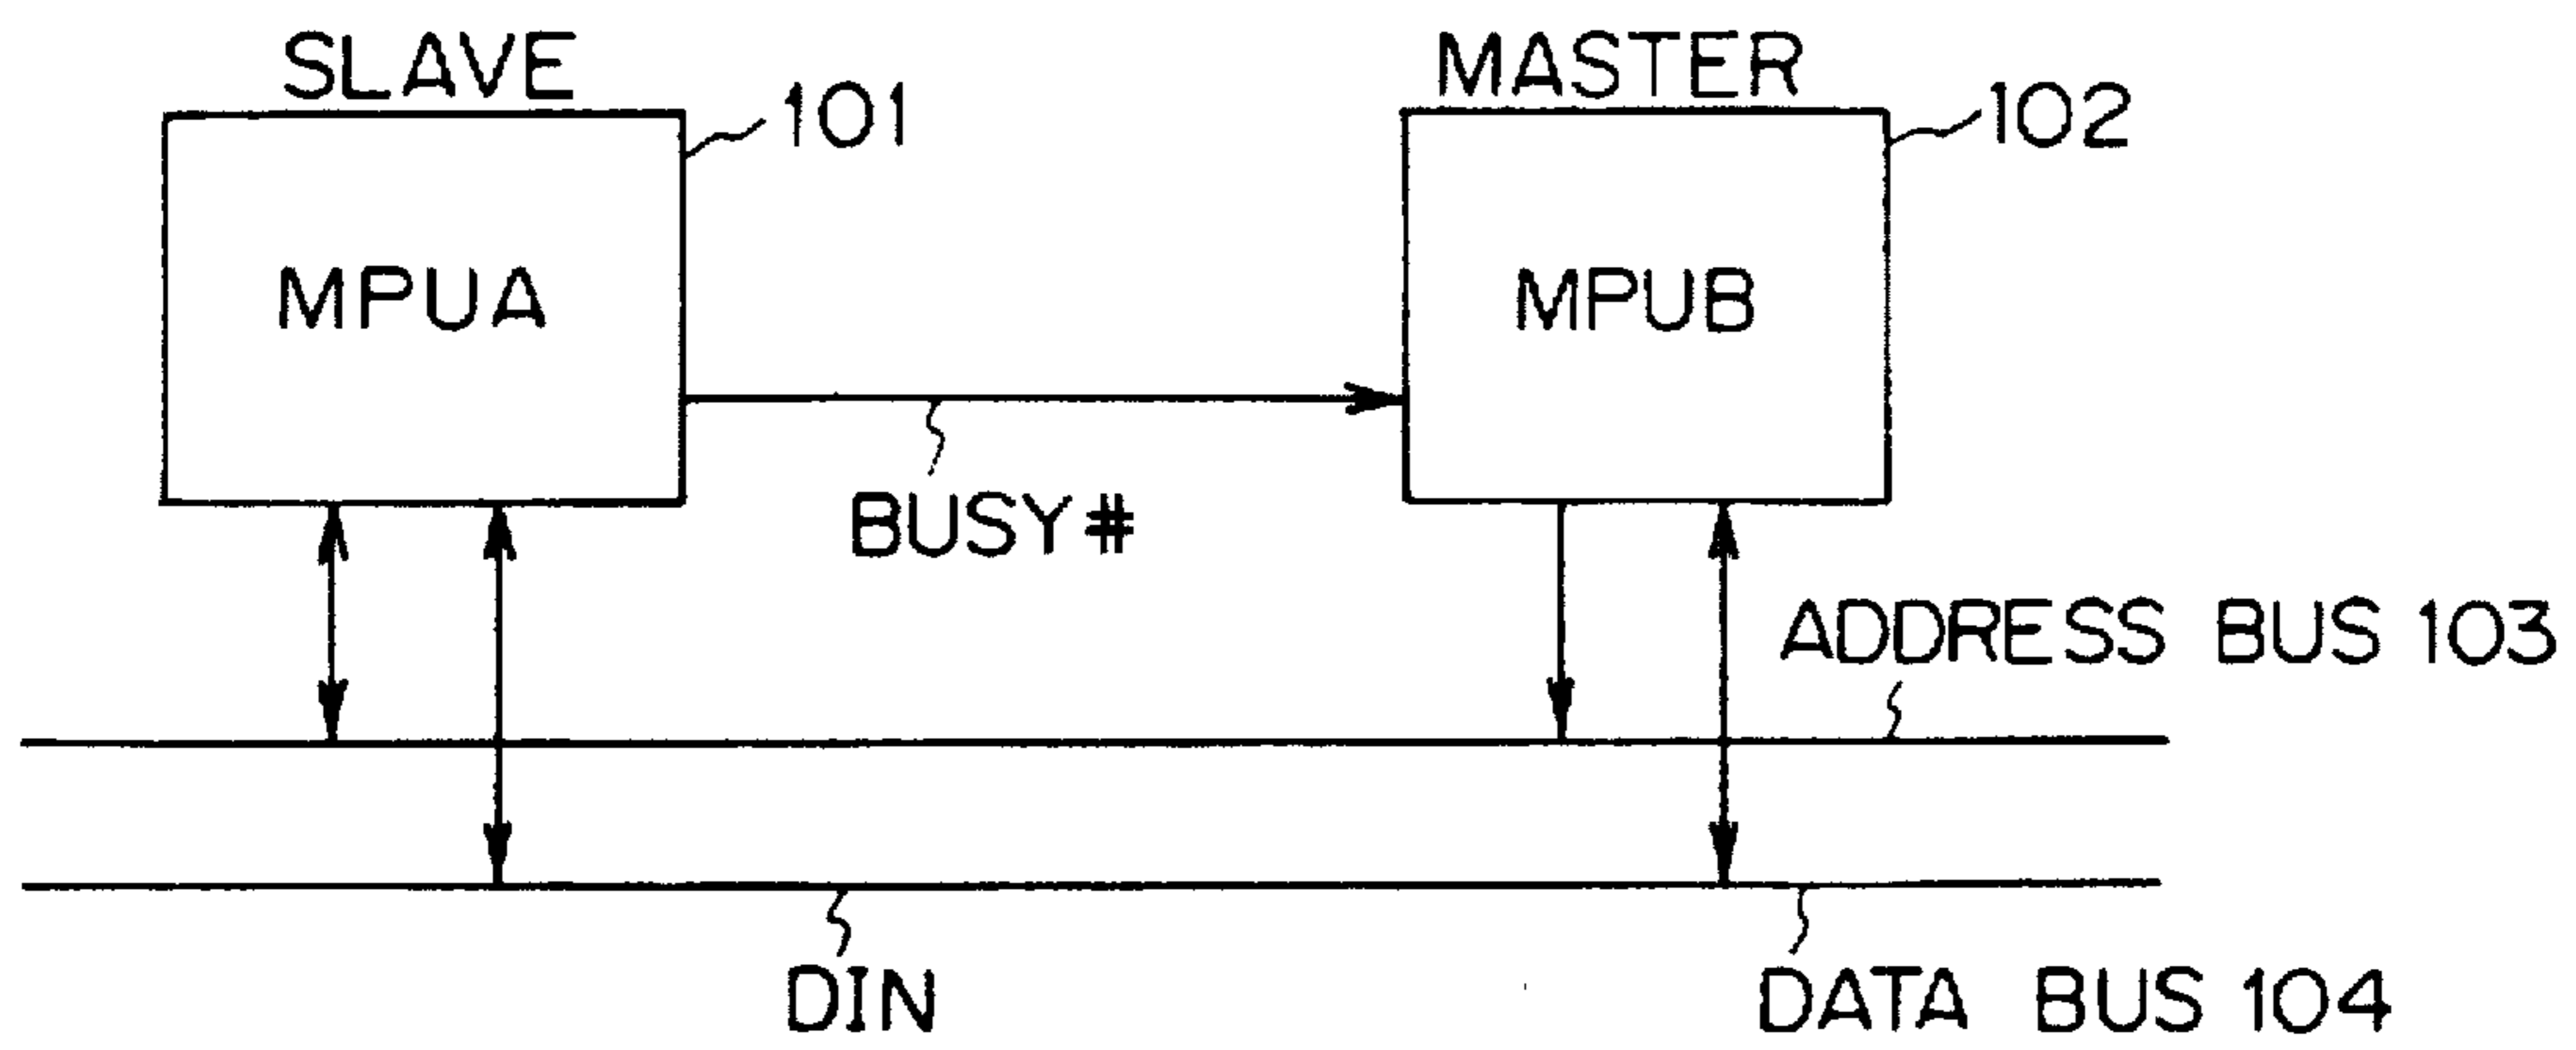 SLAVE
101
MPUA
MASTER
102
MPUB
BUSY#
ADDRESS BUS 103
DIN
DATA BUS 104